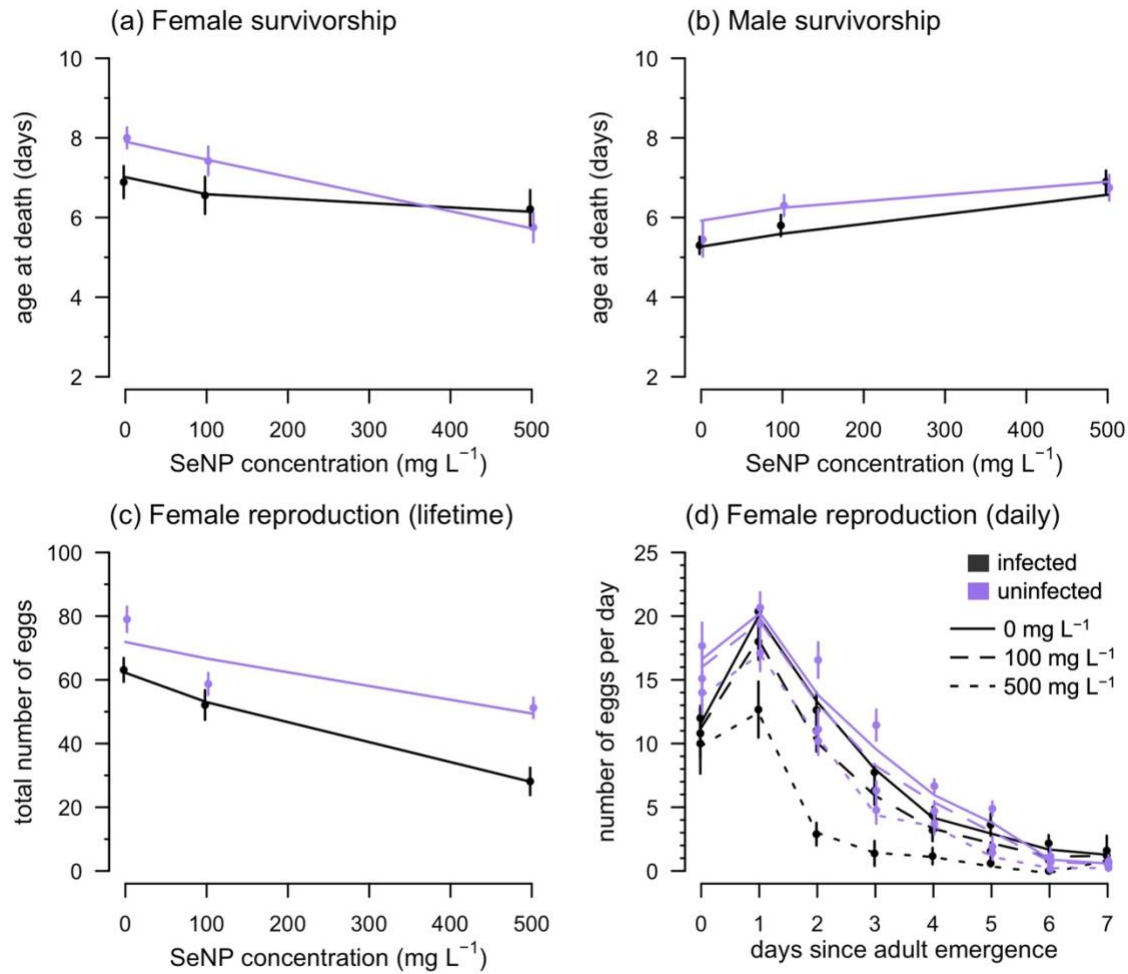 (a) Female survivorship
10
8
6
4
2
age at death (days)
0 100 200 300 400 500
SeNP concentration (mg L⁻¹)
(b) Male survivorship
10
8
6
4
2
age at death (days)
0 100 200 300 400 500
SeNP concentration (mg L⁻¹)
(c) Female reproduction (lifetime)
100
80
60
40
20
0
total number of eggs
0 100 200 300 400 500
SeNP concentration (mg L⁻¹)
(d) Female reproduction (daily)
25
20
15
10
5
0
number of eggs per day
infected
uninfected
0 mg L⁻¹
100 mg L⁻¹
500 mg L⁻¹
0 1 2 3 4 5 6 7
days since adult emergence